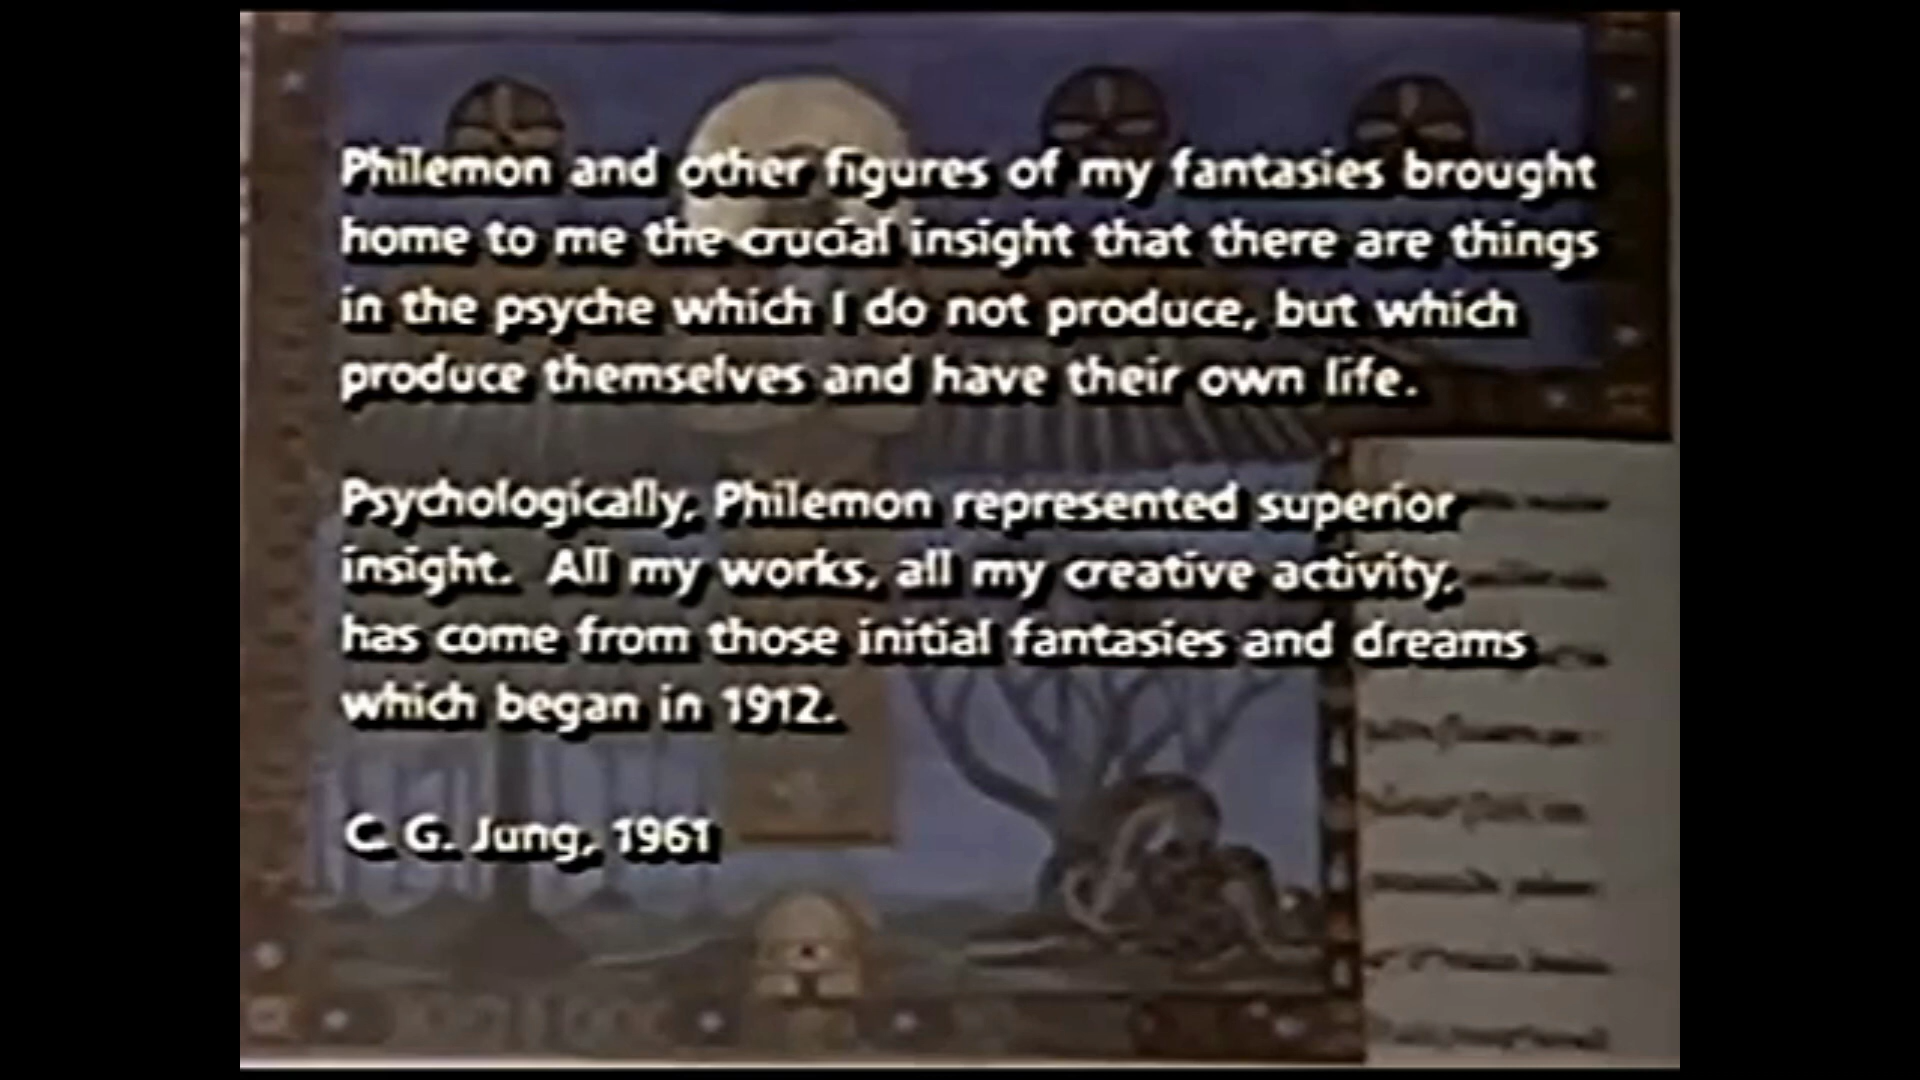 Philemon and other figures of my fantasies brought
home to me the crucial insight that there are things
in the psyche which I do not produce, but which
produce themselves and have their own life.
Psychologically, Philemon represented superior
insight. All my works, all my creative activity,
has come from those initial fantasies and dreams
which began in 1912.
C. G. Jung, 1961